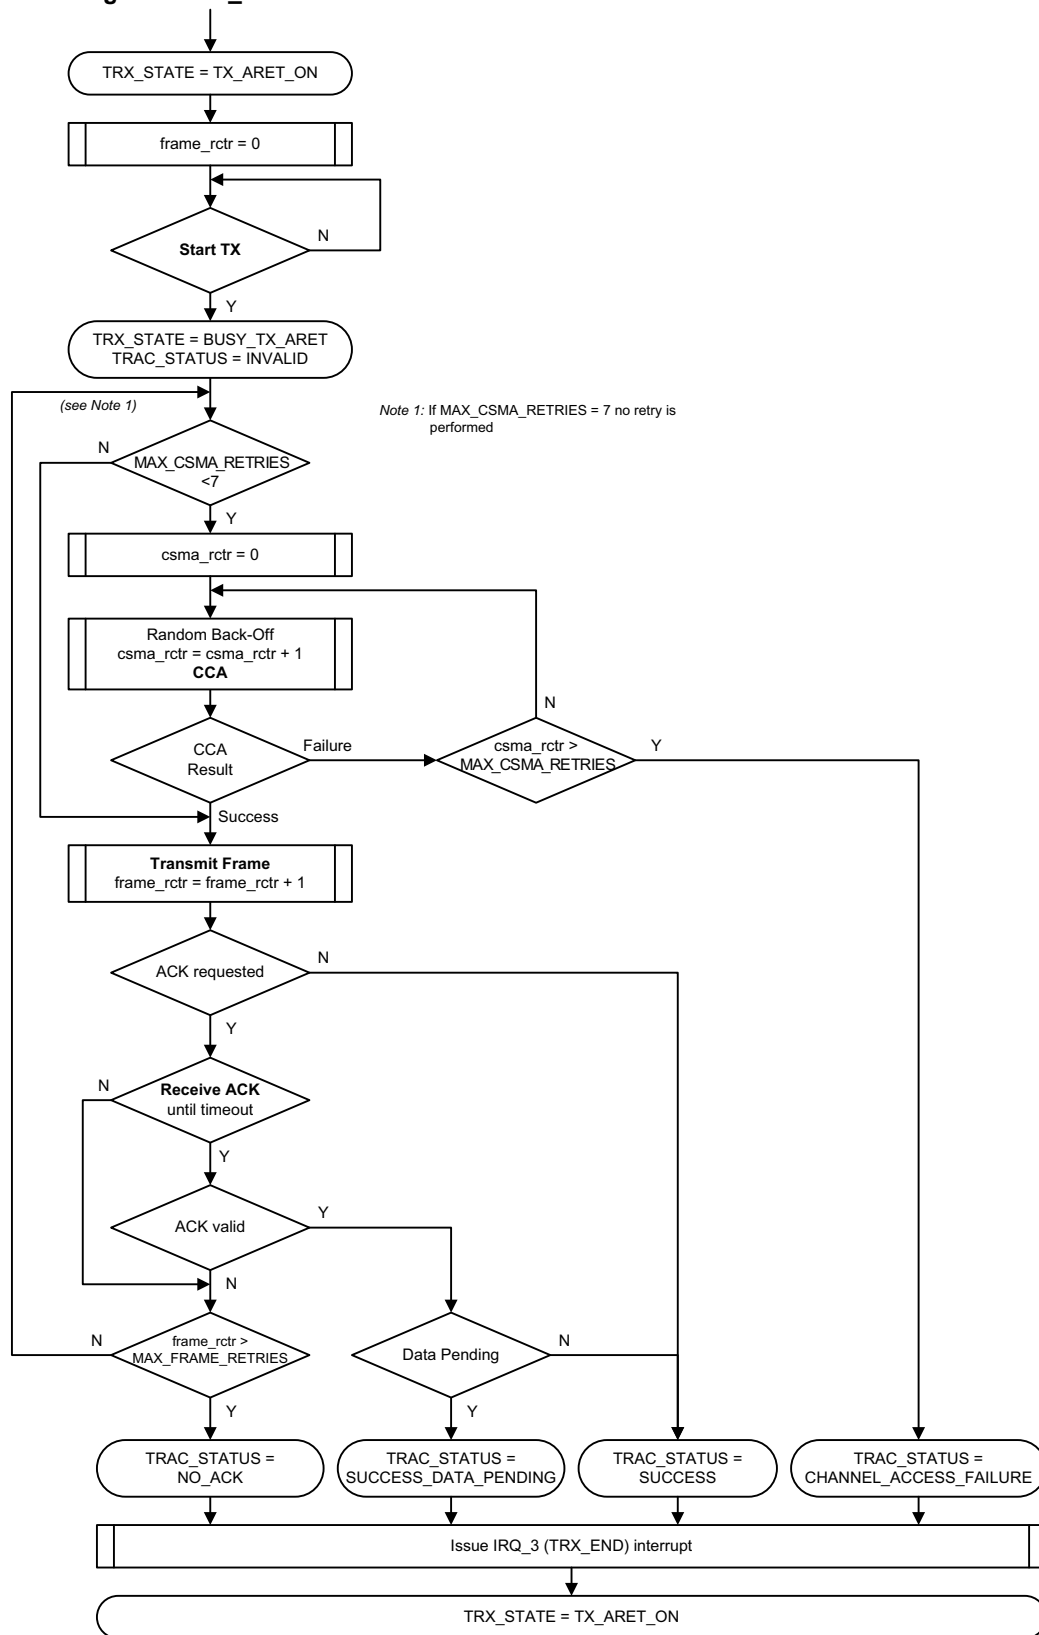 TRX_STATE = TX_ARET_ON
frame_rctr = 0
N
Start TX
Y
TRX_STATE = BUSY_TX_ARET
TRAC_STATUS = INVALID
(see Note 1)
Note 1: If MAX_CSMA_RETRIES = 7 no retry is
performed
N
MAX_CSMA_RETRIES
<7
Y
csma_rctr = 0
Random Back-Off
csma_rctr = csma_rctr + 1
CCA
N
CCA
Result
Failure
csma_rctr >
MAX_CSMA_RETRIES
Y
Success
Transmit Frame
frame_rctr = frame_rctr + 1
ACK requested
N
Y
N
Receive ACK
until timeout
Y
ACK valid
Y
N
N
frame_rctr >
MAX_FRAME_RETRIES
Data Pending
N
Y
Y
TRAC_STATUS =
NO_ACK
TRAC_STATUS =
SUCCESS_DATA_PENDING
TRAC_STATUS =
SUCCESS
TRAC_STATUS =
CHANNEL_ACCESS_FAILURE
Issue IRQ_3 (TRX_END) interrupt
TRX_STATE = TX_ARET_ON